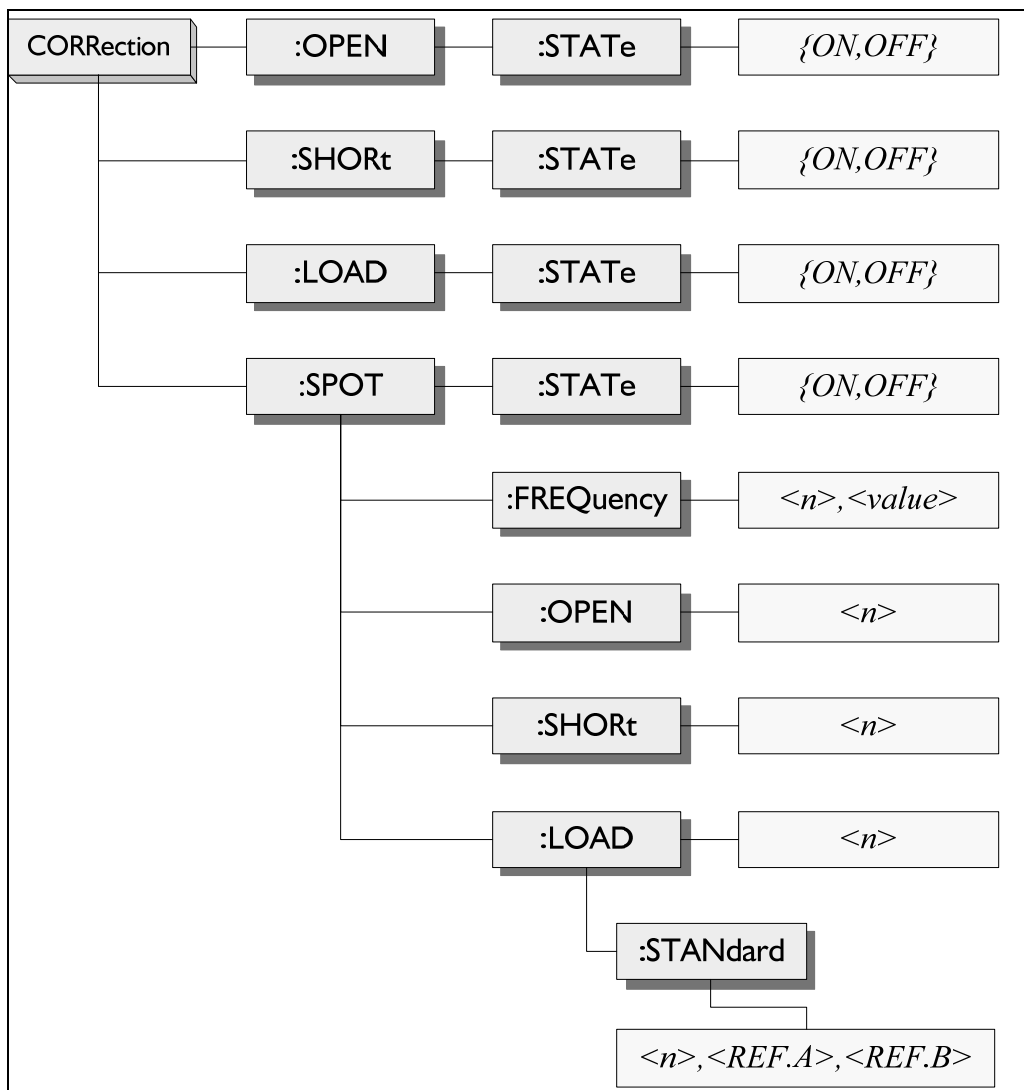 CORRection :OPEN :STATe {ON,OFF}
:SHORt :STATe {ON,OFF}
:LOAD :STATe {ON,OFF}
:SPOT :STATe {ON,OFF}
:FREQuency <n>,<value>
:OPEN <n>
:SHORt <n>
:LOAD <n>
:STANdard
<n>,<REF.A>,<REF.B>